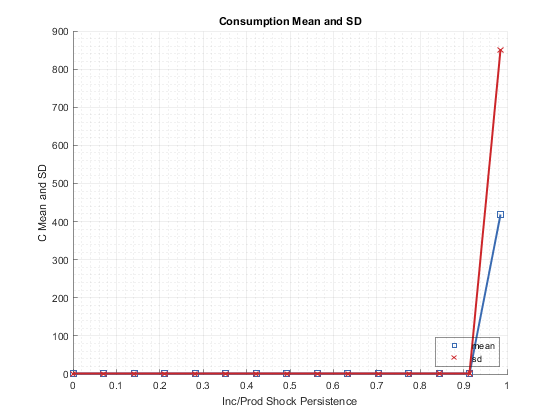 Consumption Mean and SD
900
800
700
600
500
400
300
200
100
0
C Mean and SD
mean
sd
0 0.1 0.2 0.3 0.4 0.5 0.6 0.7 0.8 0.9 1
Inc/Prod Shock Persistence